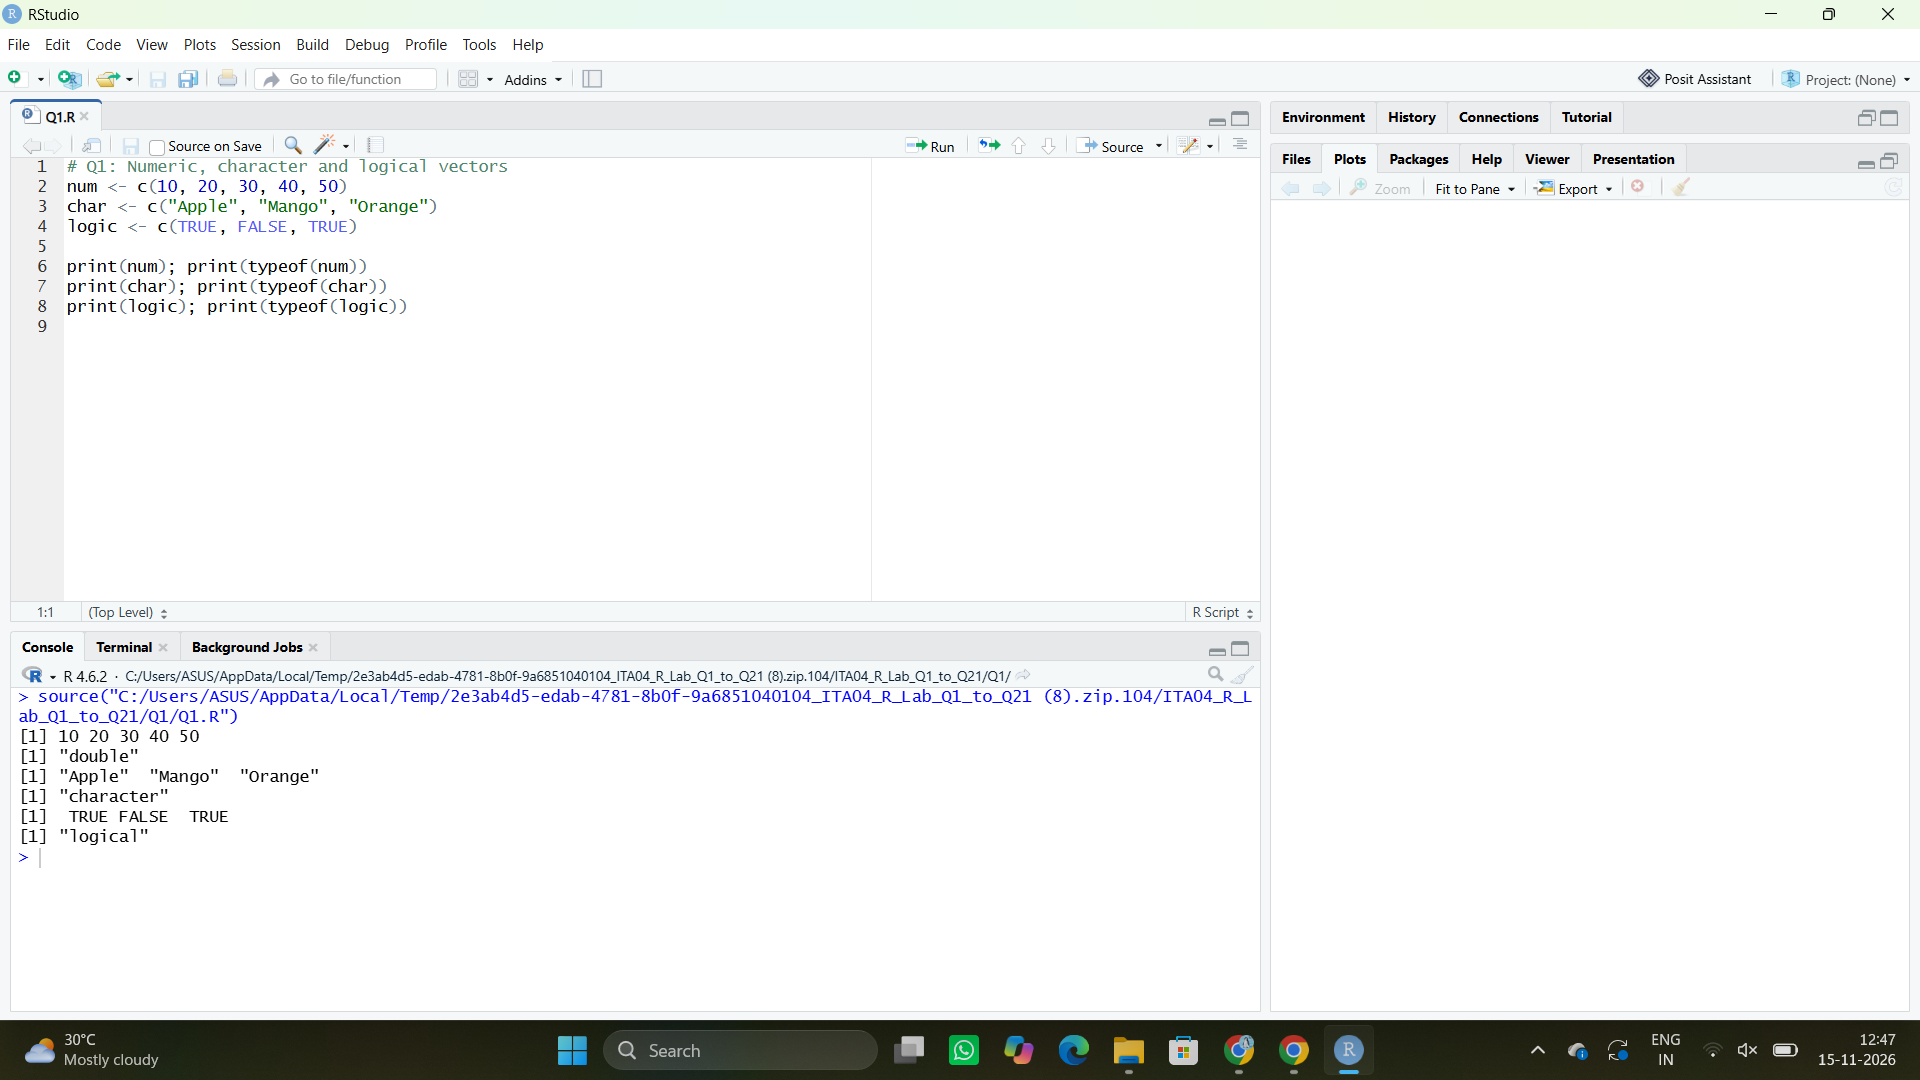 RStudio
File Edit Code View Plots Session Build Debug Profile Tools Help
Go to file/function Addins Posit Assistant Project: (None)
Q1.R
Source on Save Run Source
1 # Q1: Numeric, character and logical vectors
2 num <- c(10, 20, 30, 40, 50)
3 char <- c("Apple", "Mango", "Orange")
4 logic <- c(TRUE, FALSE, TRUE)
5
6 print(num); print(typeof(num))
7 print(char); print(typeof(char))
8 print(logic); print(typeof(logic))
9
1:1 (Top Level) R Script
Console Terminal Background Jobs
R 4.6.2 · C:/Users/ASUS/AppData/Local/Temp/2e3ab4d5-edab-4781-8b0f-9a6851040104_ITA04_R_Lab_Q1_to_Q21 (8).zip.104/ITA04_R_Lab_Q1_to_Q21/Q1/
> source("C:/Users/ASUS/AppData/Local/Temp/2e3ab4d5-edab-4781-8b0f-9a6851040104_ITA04_R_Lab_Q1_to_Q21 (8).zip.104/ITA04_R_L
ab_Q1_to_Q21/Q1/Q1.R")
[1] 10 20 30 40 50
[1] "double"
[1] "Apple"  "Mango"  "Orange"
[1] "character"
[1]  TRUE FALSE  TRUE
[1] "logical"
>
Environment History Connections Tutorial
Files Plots Packages Help Viewer Presentation
Zoom Fit to Pane Export
30°C
Mostly cloudy
Search
ENG
IN
12:47
15-11-2026